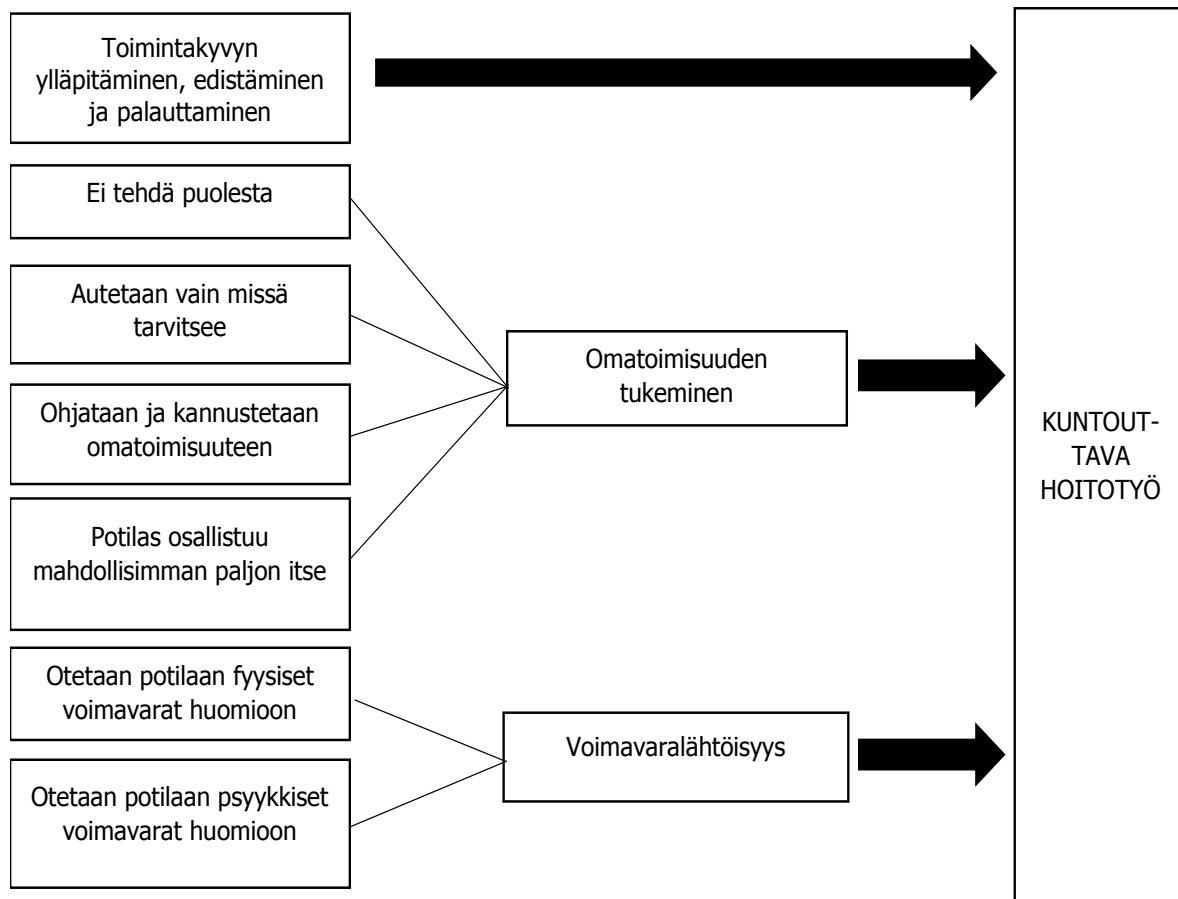 Toimintakyvyn
ylläpitäminen, edistäminen
ja palauttaminen
Ei tehdä puolesta
Autetaan vain missä
tarvitsee
Ohjataan ja kannustetaan
omatoimisuuteen
Potilas osallistuu
mahdollisimman paljon itse
Otetaan potilaan fyysiset
voimavarat huomioon
Otetaan potilaan psyykkiset
voimavarat huomioon
Omatoimisuuden
tukeminen
Voimavaralähtöisyys
KUNTOUT-
TAVA
HOITOTYÖ